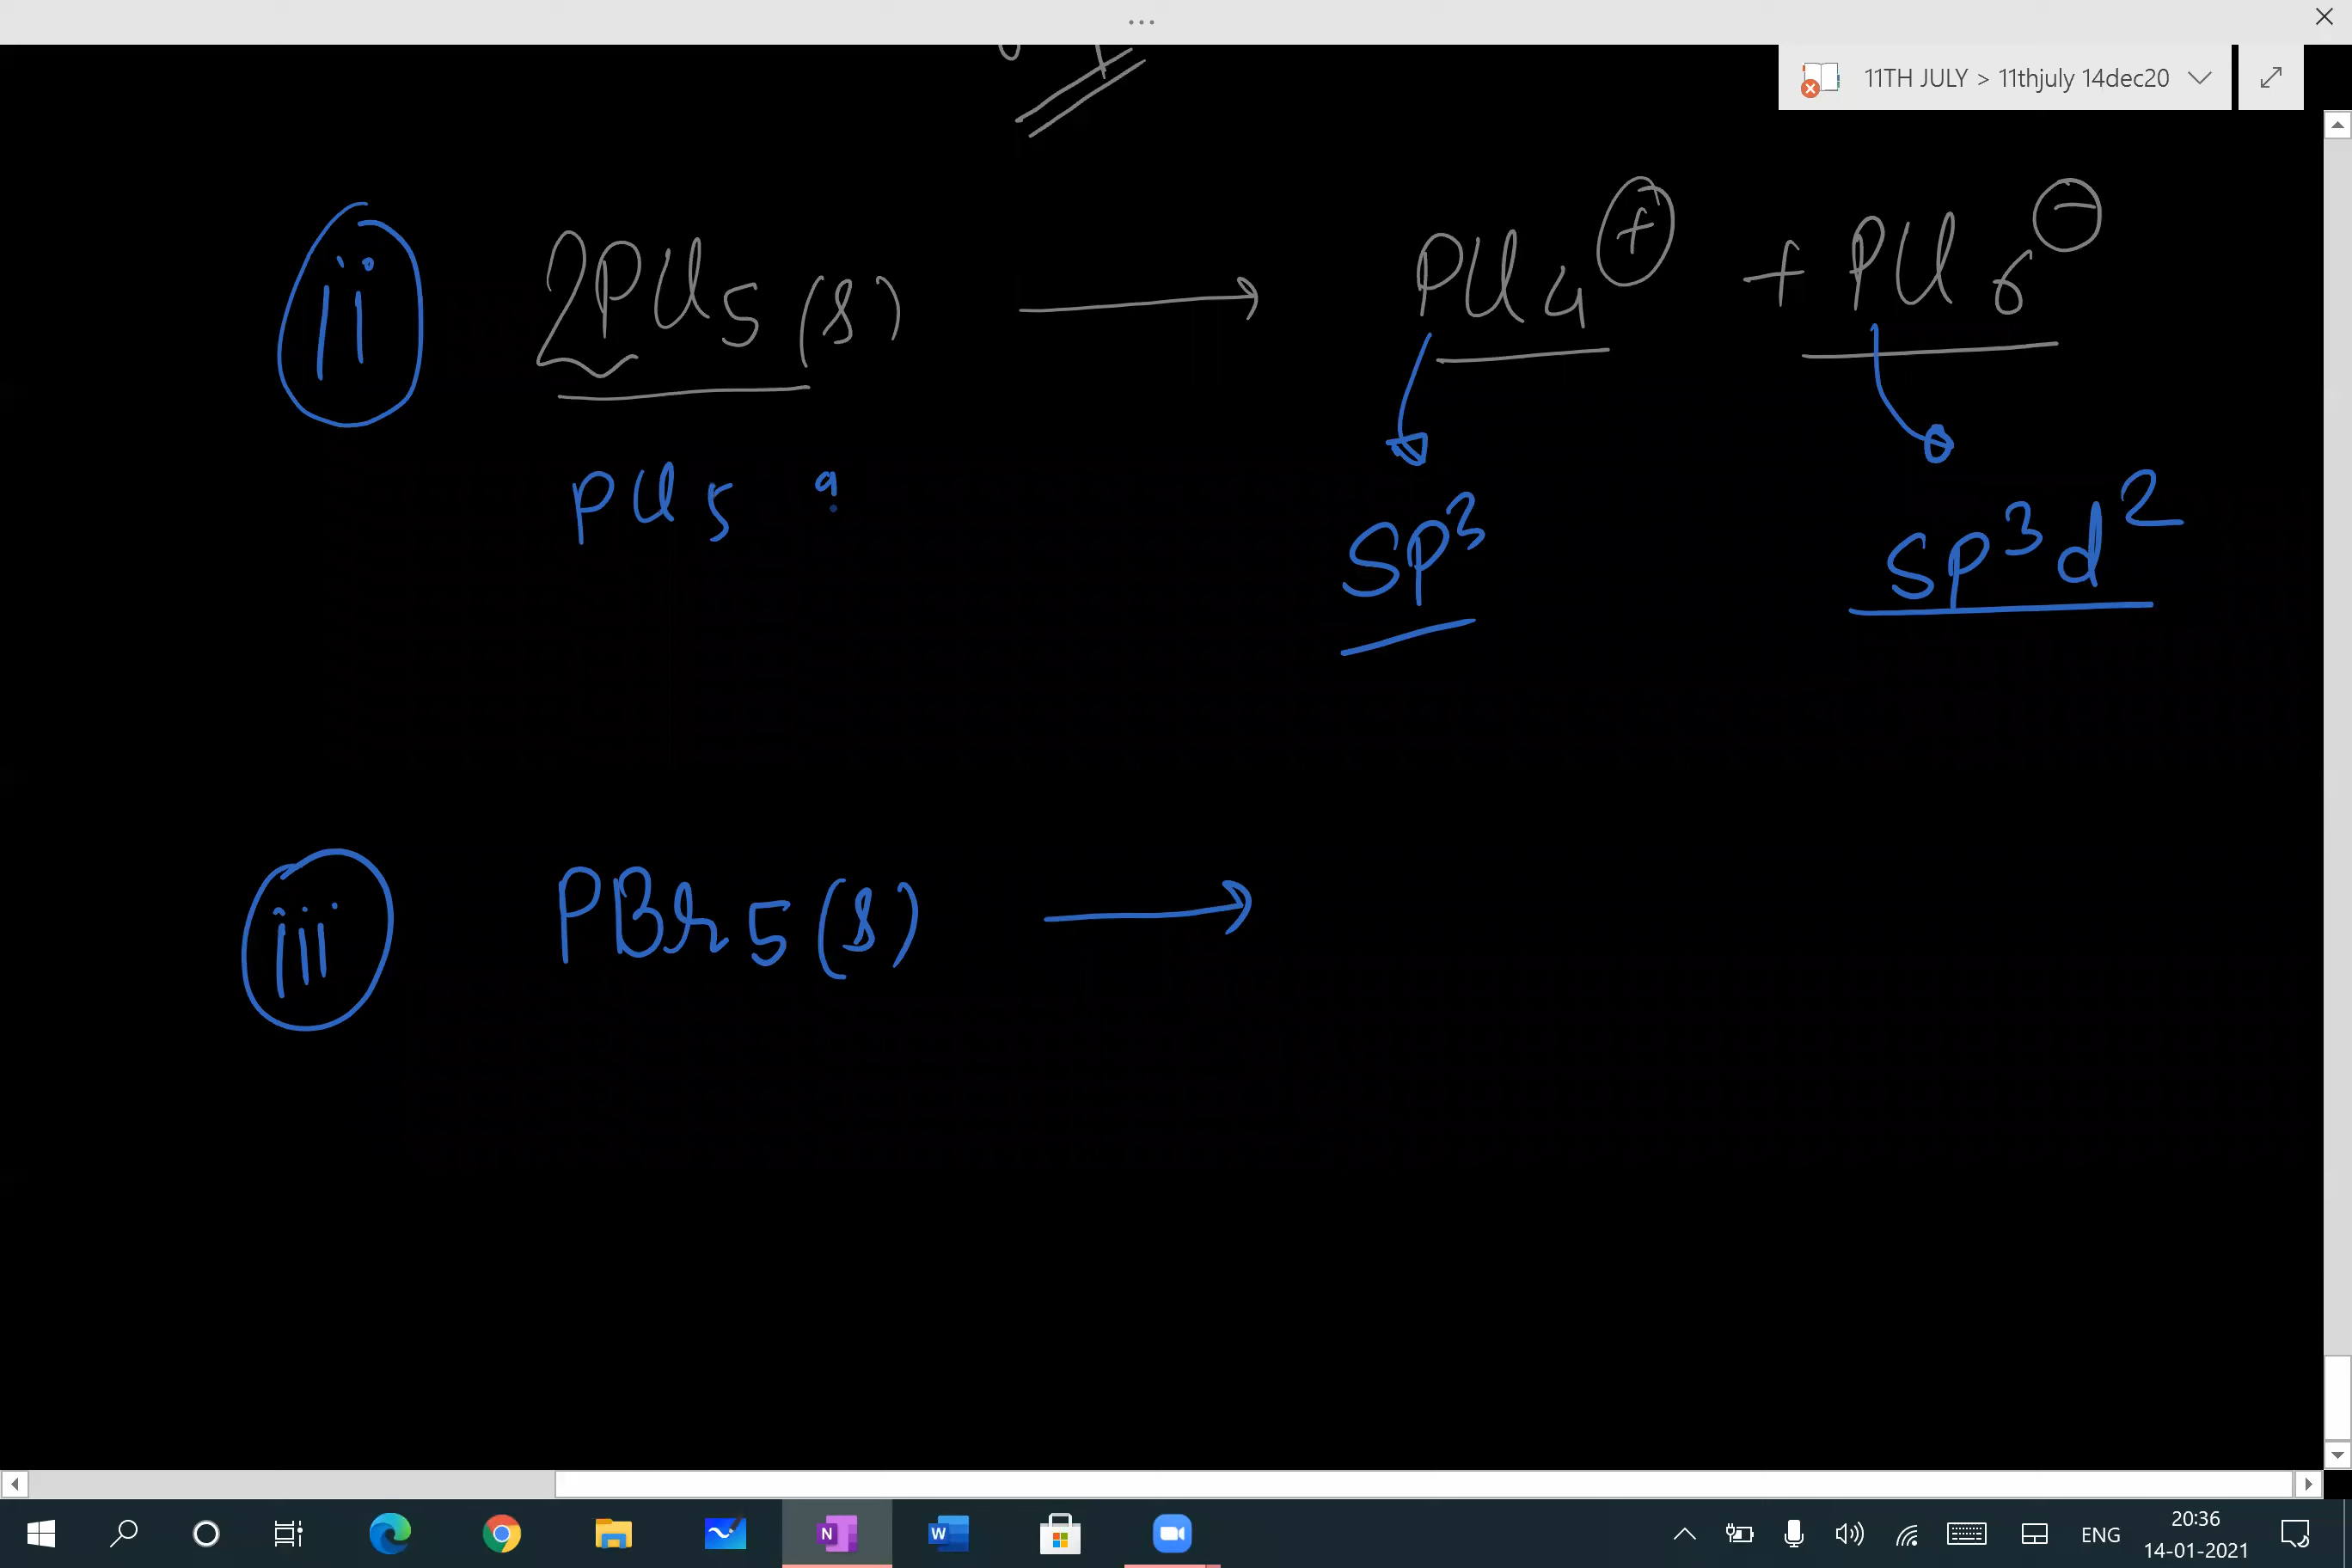 11TH JULY > 11thjuly 14dec20
ii 2PCl5(s) → PCl4⊕ + PCl6⊖
PCl5 ?
sp3 sp3d2
iii PBr5(s) →
ENG
20:36
14-01-2021